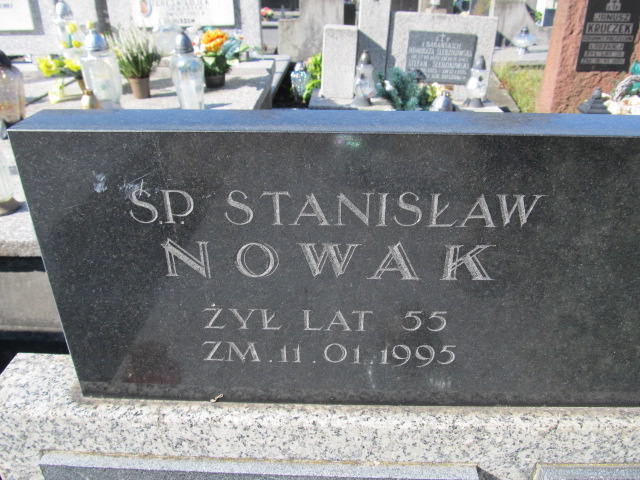 Ś.P. STANISŁAW
NOWAK
ŻYŁ LAT 55
ZM. 11.01.1995